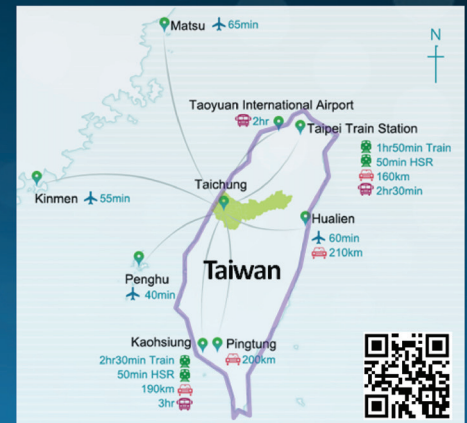 Matsu 65min
N
Taoyuan International Airport
2hr
Taipei Train Station
1hr50min Train
50min HSR
160km
2hr30min
Taichung
Kinmen 55min
Hualien
60min
210km
Penghu
40min
Taiwan
Kaohsiung
2hr30min Train
50min HSR
190km
3hr
Pingtung
200km